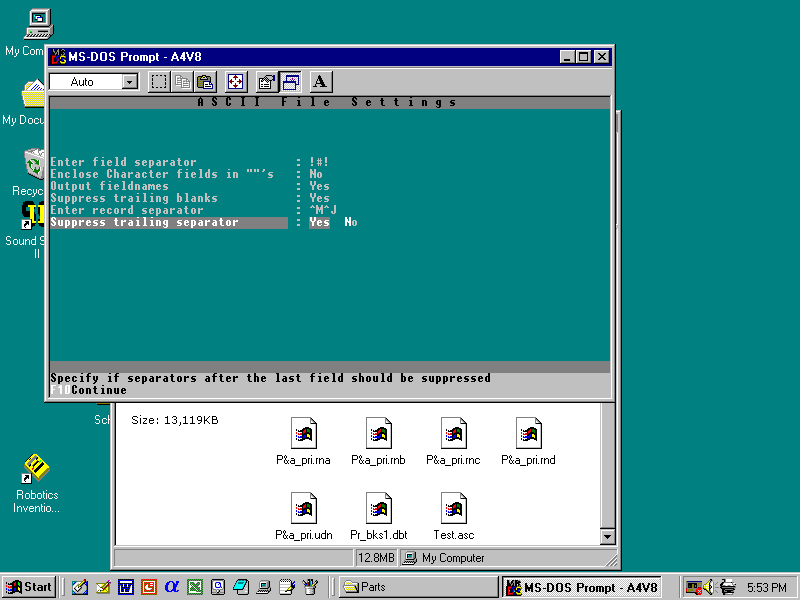 My Com
MS-DOS Prompt - A4V8
Auto
A
ASCII File Settings
My Docu
Enter field separator : !#!
Enclose Character fields in ""'s : No
Output fieldnames : Yes
Suppress trailing blanks : Yes
Enter record separator : ^M^J
Suppress trailing separator : Yes No
Recyc
Sound S
II
Specify if separators after the last field should be suppressed
F10Continue
Sch
Size: 13,119KB
P&a_pri.rna
P&a_pri.rnb
P&a_pri.rnc
P&a_pri.rnd
Robotics
Inventio...
P&a_pri.udn
Pr_bks1.dbt
Test.asc
12.8MB
My Computer
Start
Parts
MS-DOS Prompt - A4V8
5:53 PM